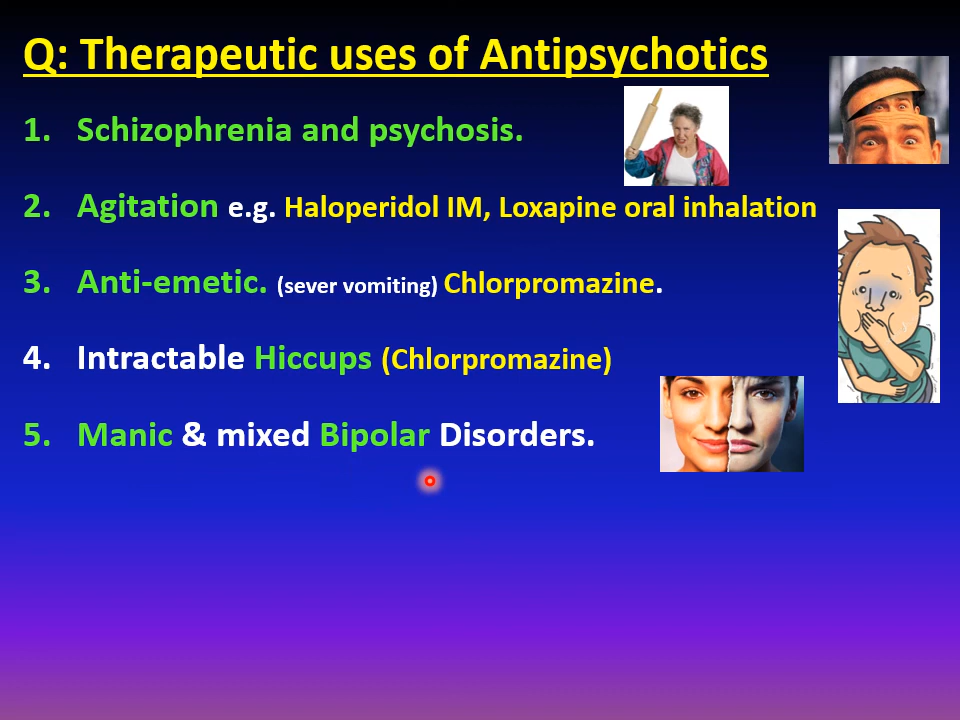 Q: Therapeutic uses of Antipsychotics
1. Schizophrenia and psychosis.
2. Agitation e.g. Haloperidol IM, Loxapine oral inhalation
3. Anti-emetic. (sever vomiting) Chlorpromazine.
4. Intractable Hiccups (Chlorpromazine)
5. Manic & mixed Bipolar Disorders.